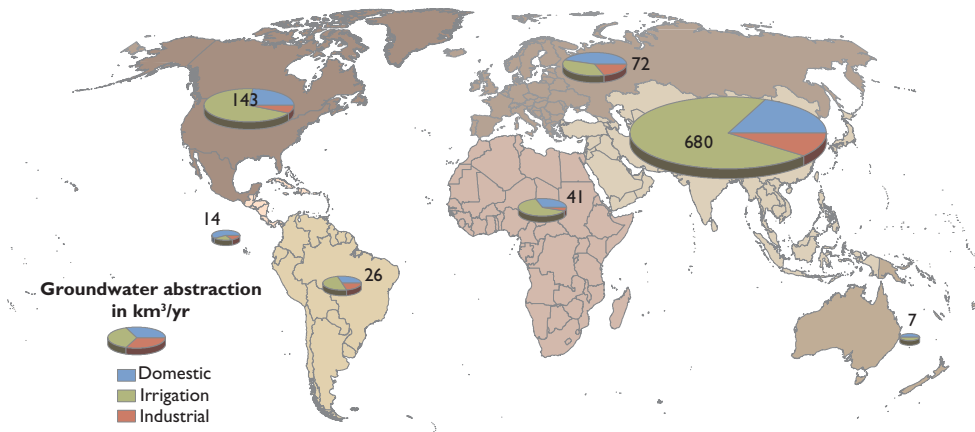 72
143
680
41
14
26
Groundwater abstraction
in km³/yr
7
Domestic
Irrigation
Industrial